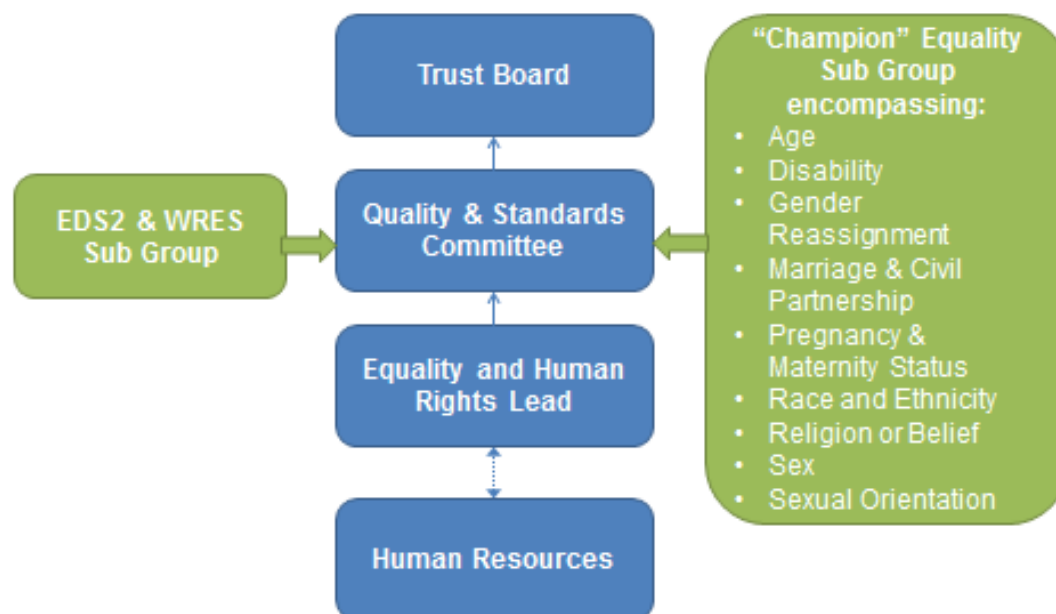 Trust Board
EDS2 & WRES
Sub Group
Quality & Standards
Committee
Equality and Human
Rights Lead
Human Resources
“Champion” Equality
Sub Group
encompassing:
• Age
• Disability
• Gender
Reassignment
• Marriage & Civil
Partnership
• Pregnancy &
Maternity Status
• Race and Ethnicity
• Religion or Belief
• Sex
• Sexual Orientation